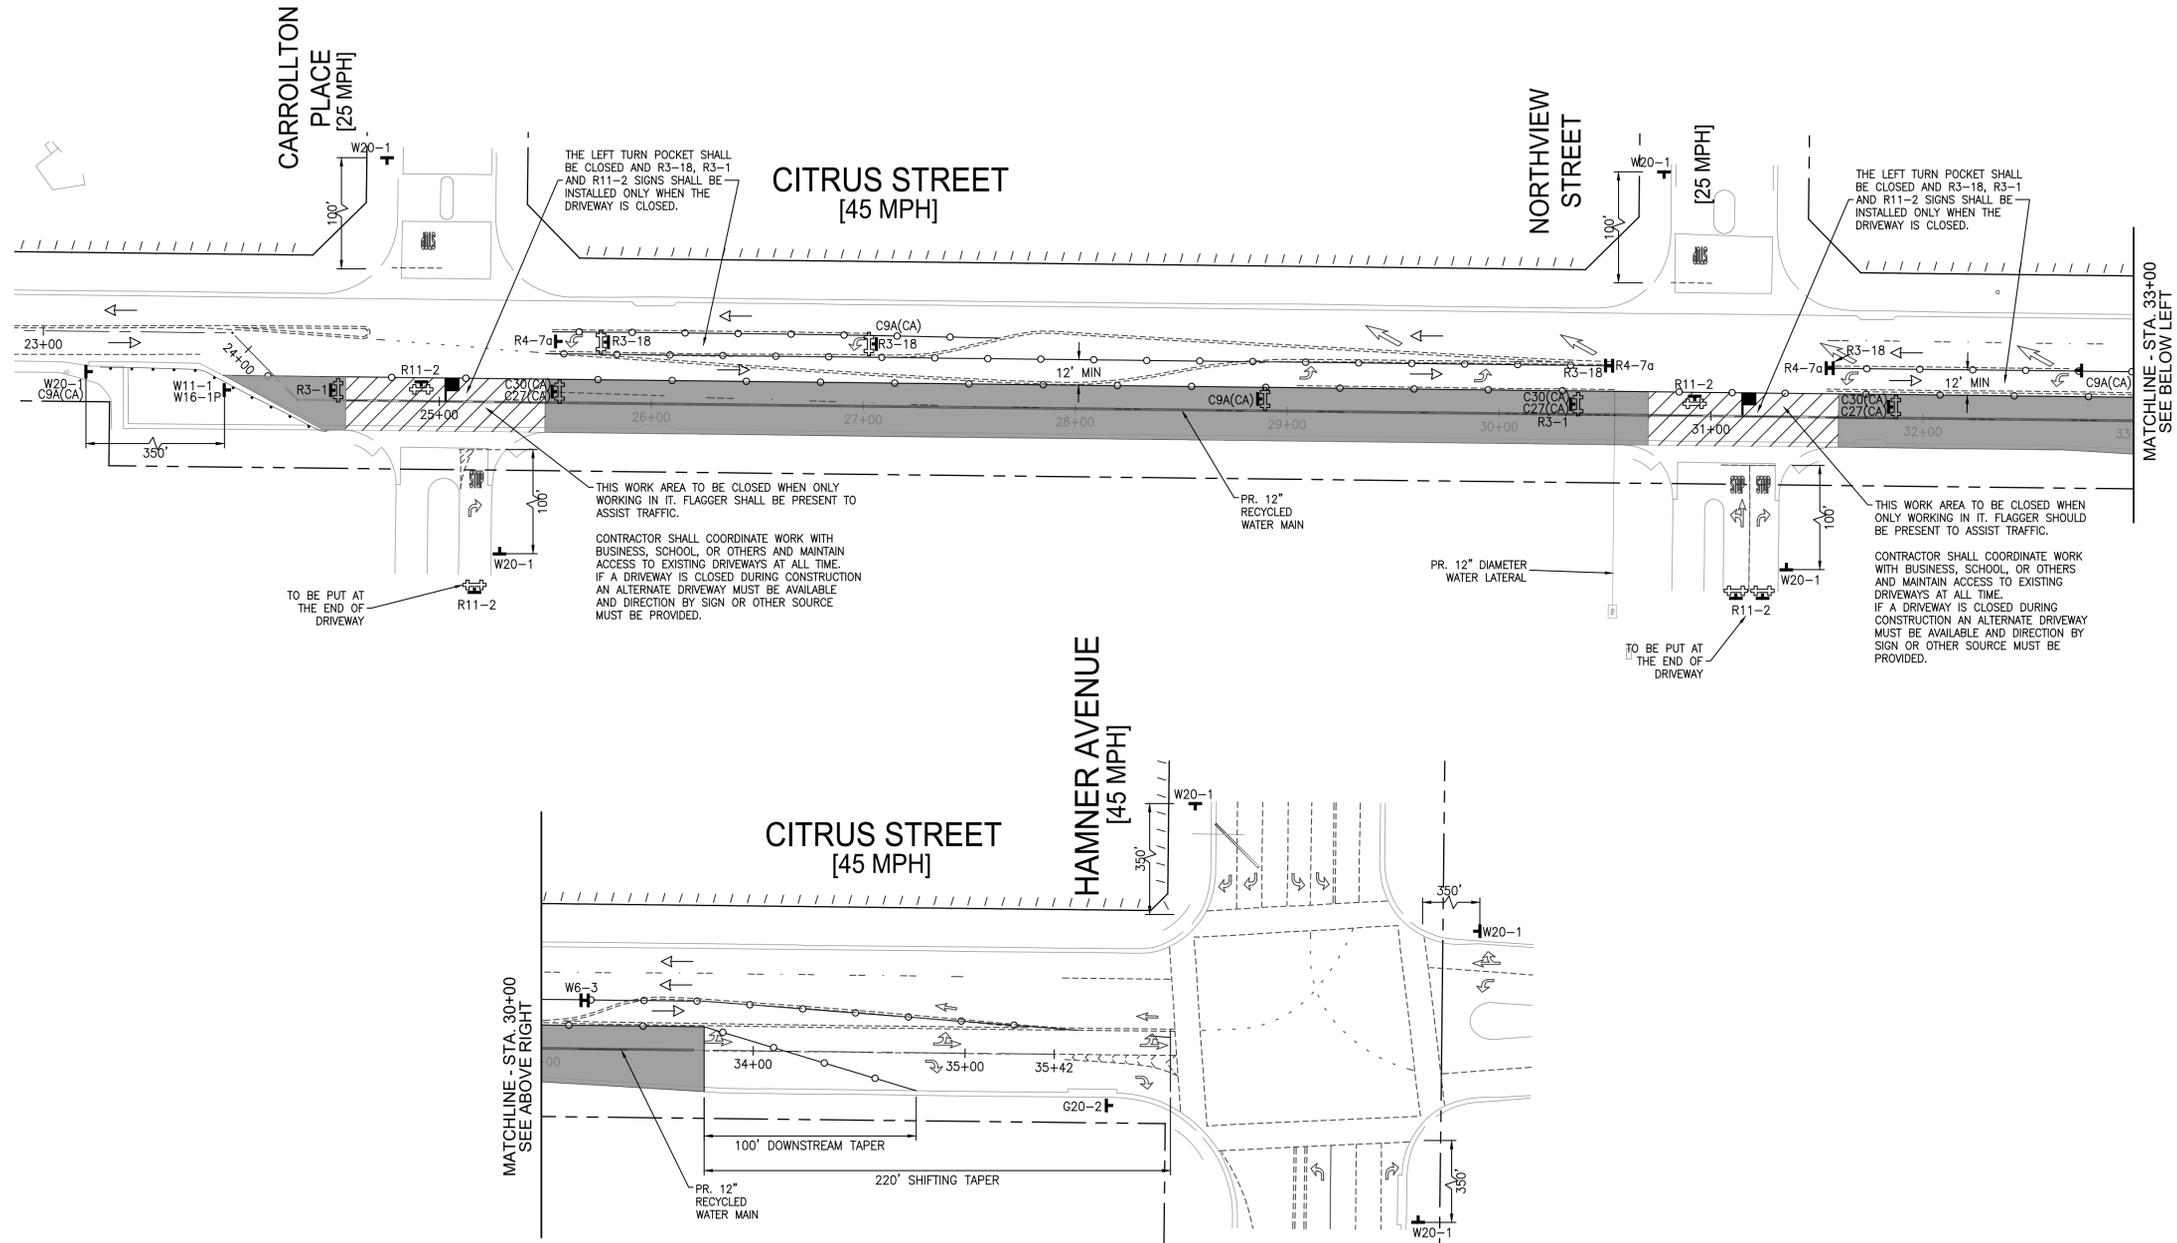 CARROLLTON
PLACE
[25 MPH]
W20-1
100'
STOP
THE LEFT TURN POCKET SHALL
BE CLOSED AND R3-18, R3-1
AND R11-2 SIGNS SHALL BE
INSTALLED ONLY WHEN THE
DRIVEWAY IS CLOSED.
CITRUS STREET
[45 MPH]
NORTHVIEW
STREET
[25 MPH]
W20-1
100'
STOP
THE LEFT TURN POCKET SHALL
BE CLOSED AND R3-18, R3-1
AND R11-2 SIGNS SHALL BE
INSTALLED ONLY WHEN THE
DRIVEWAY IS CLOSED.
MATCHLINE - STA. 33+00
SEE BELOW LEFT
23+00
24+00
W20-1
C9A(CA)
350'
W11-1
W16-1P
R3-1
R11-2
25+00
C30(CA)
C27(CA)
R4-7a
R3-18
C9A(CA)
R3-18
12' MIN
26+00
27+00
28+00
29+00
30+00
C9A(CA)
C30(CA)
C27(CA)
R3-1
R3-18
R4-7a
R11-2
31+00
R4-7a
R3-18
C30(CA)
C27(CA)
12' MIN
C9A(CA)
32+00
33
STOP
100'
W20-1
R11-2
TO BE PUT AT
THE END OF
DRIVEWAY
THIS WORK AREA TO BE CLOSED WHEN ONLY
WORKING IN IT. FLAGGER SHALL BE PRESENT TO
ASSIST TRAFFIC.
CONTRACTOR SHALL COORDINATE WORK WITH
BUSINESS, SCHOOL, OR OTHERS AND MAINTAIN
ACCESS TO EXISTING DRIVEWAYS AT ALL TIME.
IF A DRIVEWAY IS CLOSED DURING CONSTRUCTION
AN ALTERNATE DRIVEWAY MUST BE AVAILABLE
AND DIRECTION BY SIGN OR OTHER SOURCE
MUST BE PROVIDED.
PR. 12"
RECYCLED
WATER MAIN
PR. 12" DIAMETER
WATER LATERAL
STOP
STOP
100'
W20-1
R11-2
TO BE PUT AT
THE END OF
DRIVEWAY
THIS WORK AREA TO BE CLOSED WHEN
ONLY WORKING IN IT. FLAGGER SHOULD
BE PRESENT TO ASSIST TRAFFIC.
CONTRACTOR SHALL COORDINATE WORK
WITH BUSINESS, SCHOOL, OR OTHERS
AND MAINTAIN ACCESS TO EXISTING
DRIVEWAYS AT ALL TIME.
IF A DRIVEWAY IS CLOSED DURING
CONSTRUCTION AN ALTERNATE DRIVEWAY
MUST BE AVAILABLE AND DIRECTION BY
SIGN OR OTHER SOURCE MUST BE
PROVIDED.
HAMNER AVENUE
[45 MPH]
CITRUS STREET
[45 MPH]
W20-1
350'
350'
W20-1
MATCHLINE - STA. 30+00
SEE ABOVE RIGHT
W6-3
00
34+00
35+00
35+42
G20-2
100' DOWNSTREAM TAPER
220' SHIFTING TAPER
PR. 12"
RECYCLED
WATER MAIN
350'
W20-1